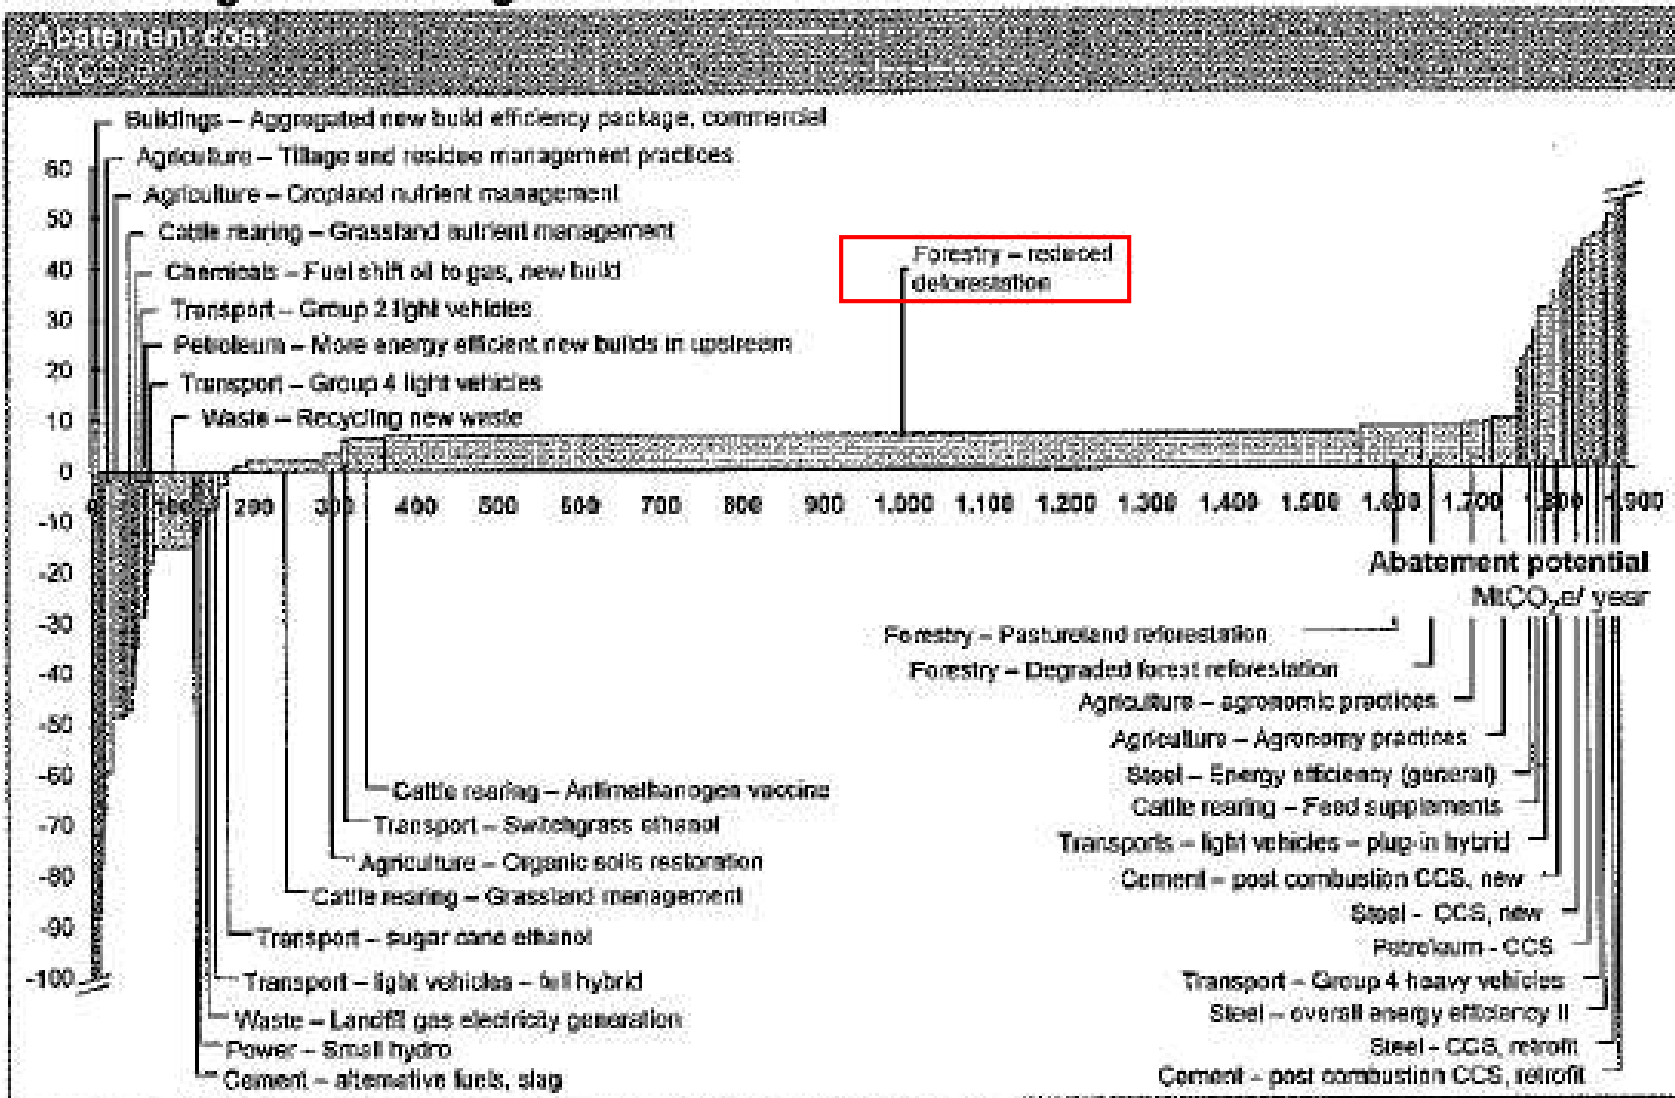 Abatement cost
Buildings – Aggregated new build efficiency package, commercial
Agriculture – Tillage and residue management practices
Agriculture – Cropland nutrient management
Cattle rearing – Grassland nutrient management
Chemicals – Fuel shift oil to gas, new build
Transport – Group 2 light vehicles
Petroleum – More energy efficient new builds in upstream
Transport – Group 4 light vehicles
Waste – Recycling new waste
Forestry – reduced
deforestation
60
50
40
30
20
10
0
-10
-20
-30
-40
-50
-60
-70
-80
-90
-100
0 100 200 300 400 500 600 700 800 900 1.000 1.100 1.200 1.300 1.400 1.500 1.600 1.700 1.800 1.900
Abatement potential
MtCO₂e/ year
Forestry – Pastureland reforestation
Forestry – Degraded forest reforestation
Agriculture – agronomic practices
Agriculture – Agronomy practices
Steel – Energy efficiency (general)
Cattle rearing – Feed supplements
Transports – light vehicles – plug-in hybrid
Cement – post combustion CCS, new
Steel - CCS, new
Petroleum - CCS
Transport – Group 4 heavy vehicles
Steel – overall energy efficiency II
Steel - CCS, retrofit
Cement – post combustion CCS, retrofit
Cattle rearing – Antimethanogen vaccine
Transport – Switchgrass ethanol
Agriculture – Organic soils restoration
Cattle rearing – Grassland management
Transport – sugar cane ethanol
Transport – light vehicles – full hybrid
Waste – Landfill gas electricity generation
Power – Small hydro
Cement – alternative fuels, slag